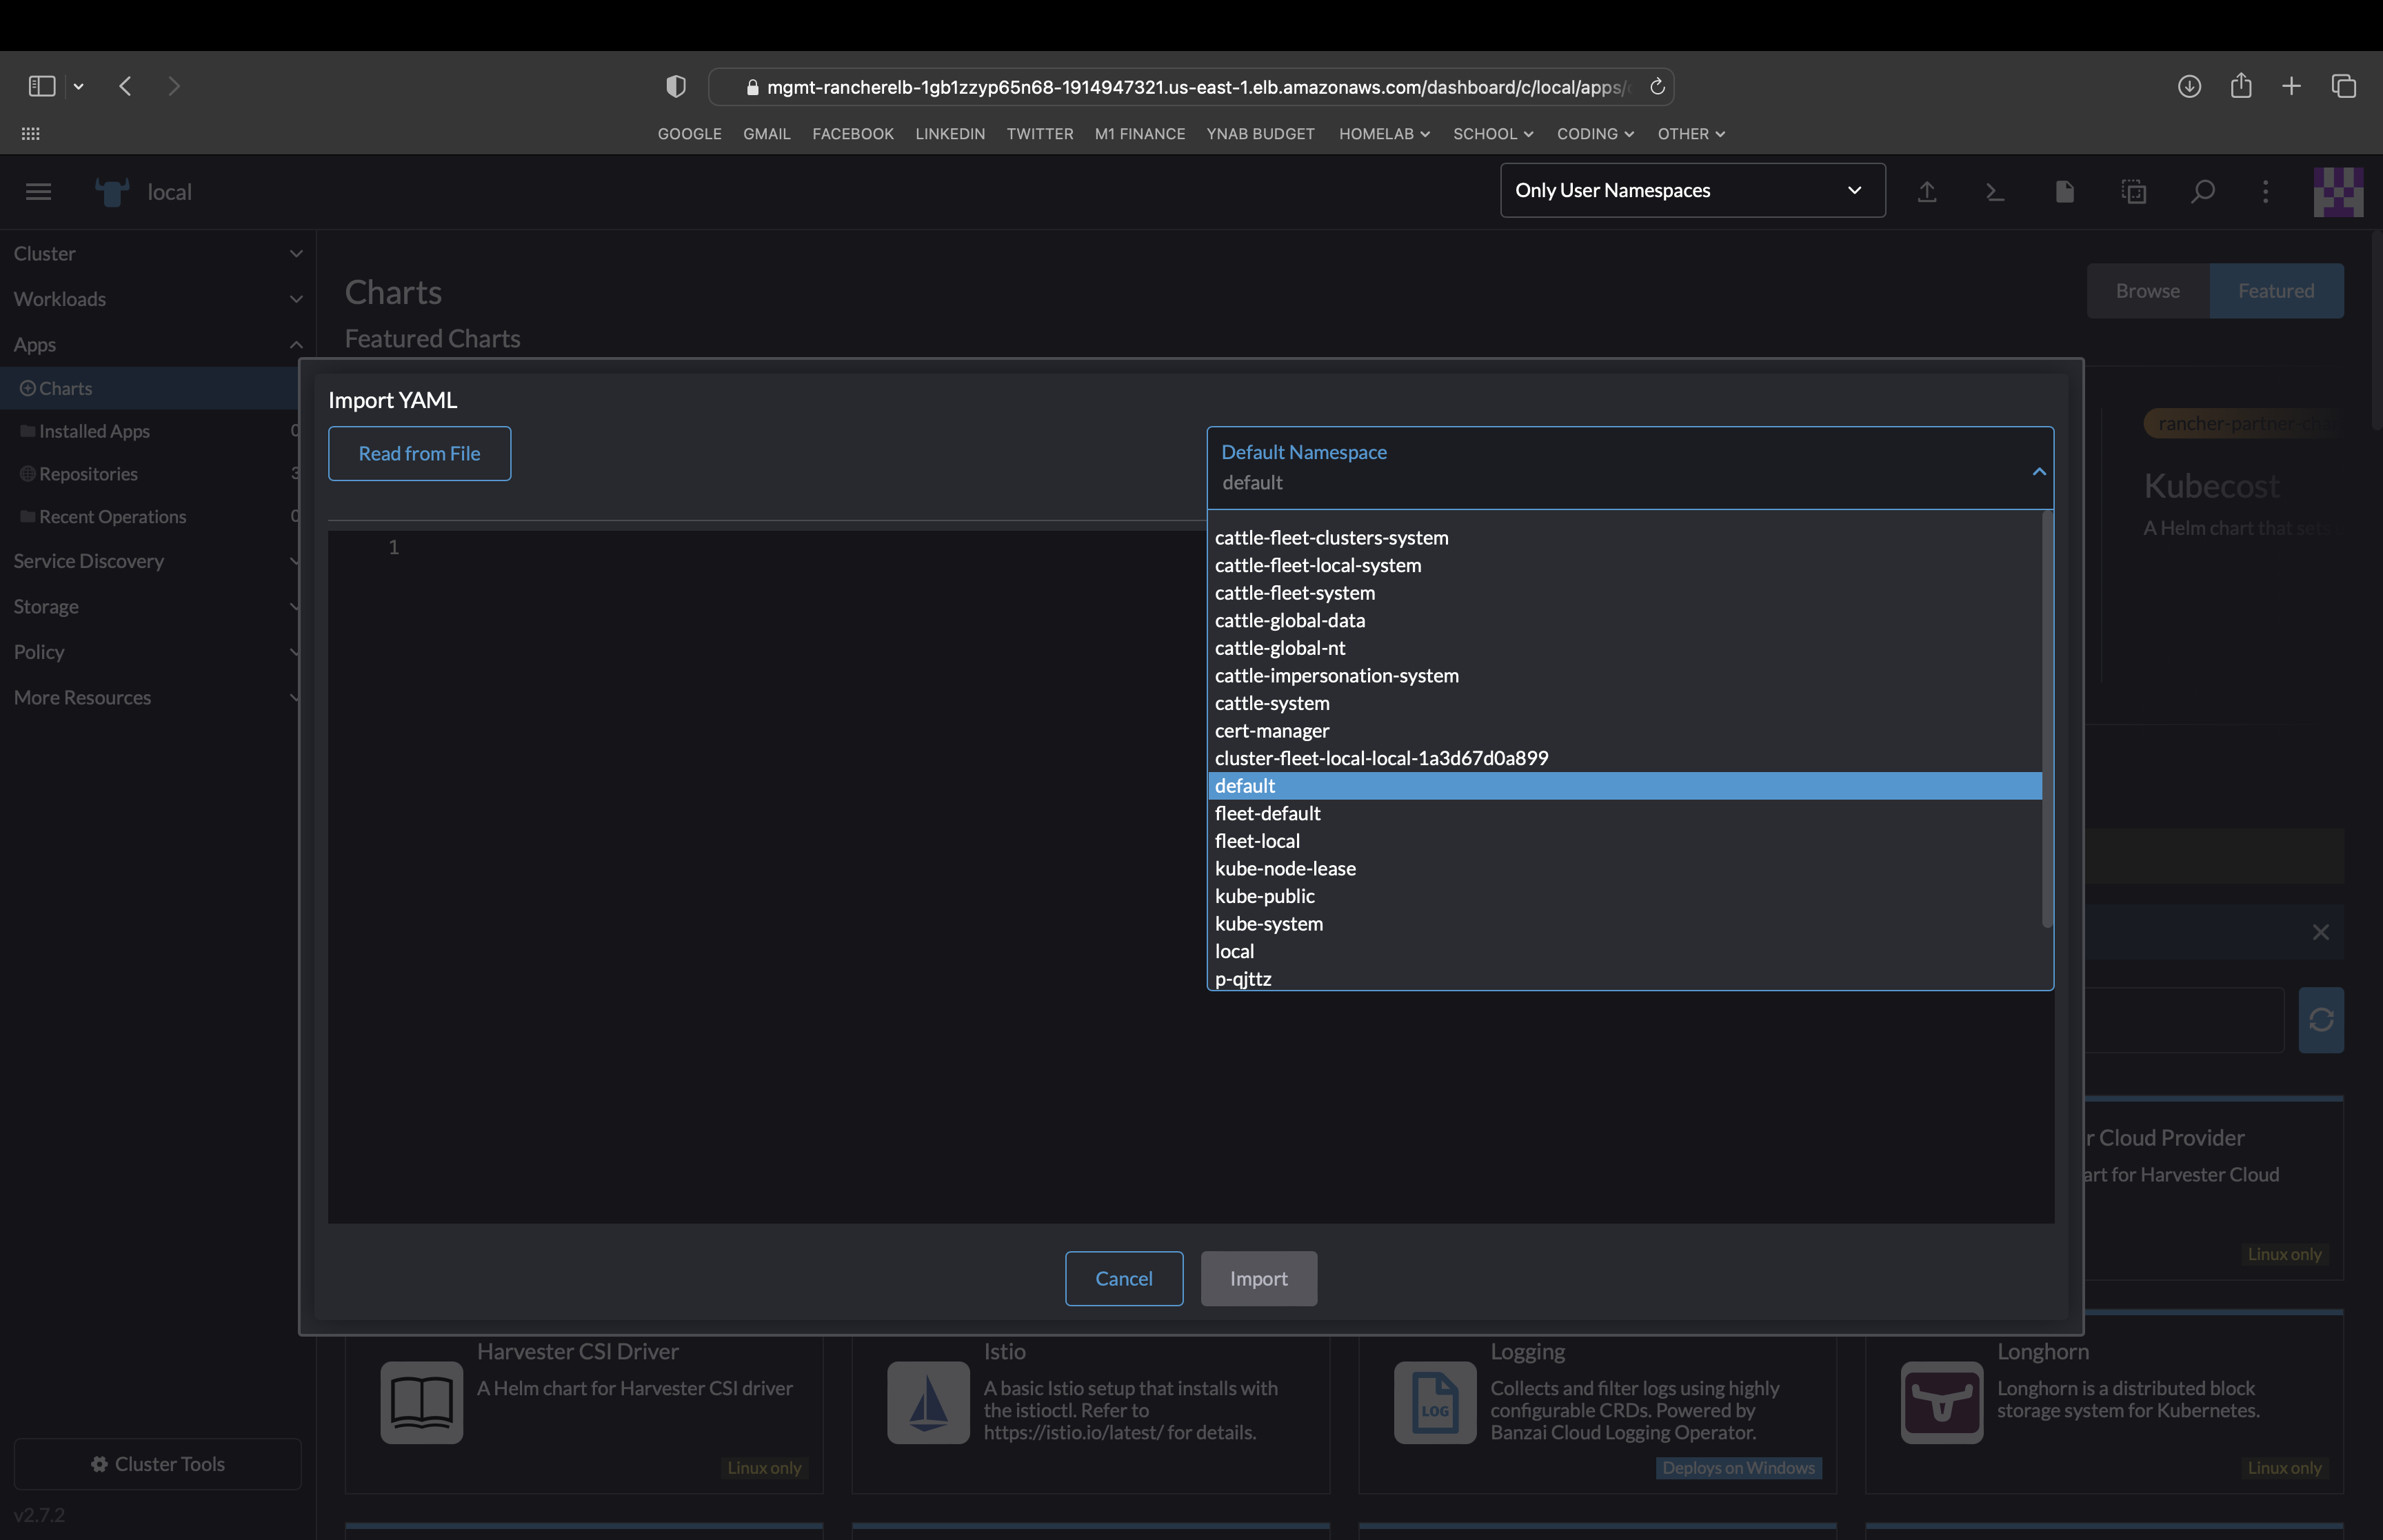 mgmt-rancherelb-1gb1zzyp65n68-1914947321.us-east-1.elb.amazonaws.com/dashboard/c/local/apps/
GOOGLE GMAIL FACEBOOK LINKEDIN TWITTER M1 FINANCE YNAB BUDGET HOMELAB SCHOOL CODING OTHER
local
Only User Namespaces
Cluster
Workloads
Apps
Charts
Installed Apps 0
Repositories 3
Recent Operations 0
Service Discovery
Storage
Policy
More Resources
Cluster Tools
v2.7.2
Charts
Browse Featured
Featured Charts
rancher-partner-ch
Kubecost
A Helm chart that sets
Import YAML
Read from File
Default Namespace
default
1
cattle-fleet-clusters-system
cattle-fleet-local-system
cattle-fleet-system
cattle-global-data
cattle-global-nt
cattle-impersonation-system
cattle-system
cert-manager
cluster-fleet-local-local-1a3d67d0a899
default
fleet-default
fleet-local
kube-node-lease
kube-public
kube-system
local
p-qjttz
Cancel Import
r Cloud Provider
art for Harvester Cloud
Linux only
Harvester CSI Driver
A Helm chart for Harvester CSI driver
Linux only
Istio
A basic Istio setup that installs with
the istioctl. Refer to
https://istio.io/latest/ for details.
Logging
LOG
Collects and filter logs using highly
configurable CRDs. Powered by
Banzai Cloud Logging Operator.
Deploys on Windows
Longhorn
Longhorn is a distributed block
storage system for Kubernetes.
Linux only